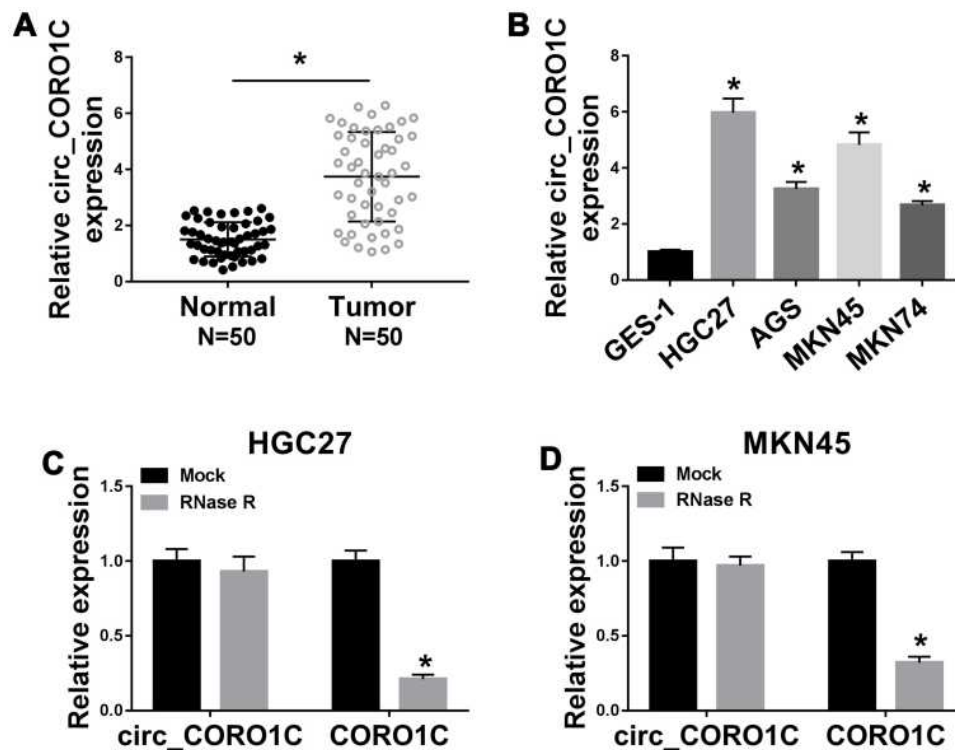 A
Relative circ_CORO1C
expression
8
6
4
2
0
*
Normal
N=50
Tumor
N=50
B
Relative circ_CORO1C
expression
8
6
4
2
0
*
*
*
*
GES-1
HGC27
AGS
MKN45
MKN74
C
HGC27
Mock
RNase R
Relative expression
1.5
1.0
0.5
0.0
*
circ_CORO1C
CORO1C
D
MKN45
Mock
RNase R
Relative expression
1.5
1.0
0.5
0.0
*
circ_CORO1C
CORO1C